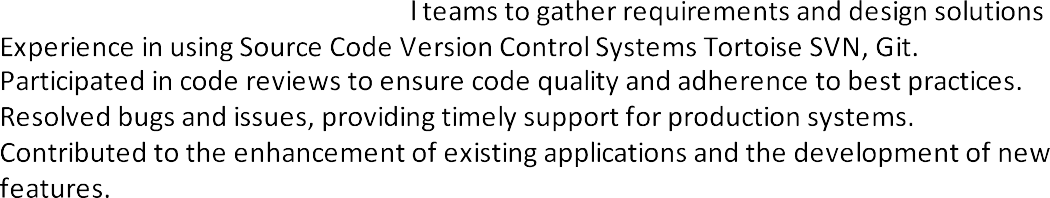 teams to gather requirements and design solutions
Experience in using Source Code Version Control Systems Tortoise SVN, Git.
Participated in code reviews to ensure code quality and adherence to best practices.
Resolved bugs and issues, providing timely support for production systems.
Contributed to the enhancement of existing applications and the development of new
features.